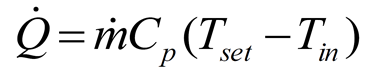 Q̇ = ṁC_p(T_set − T_in)